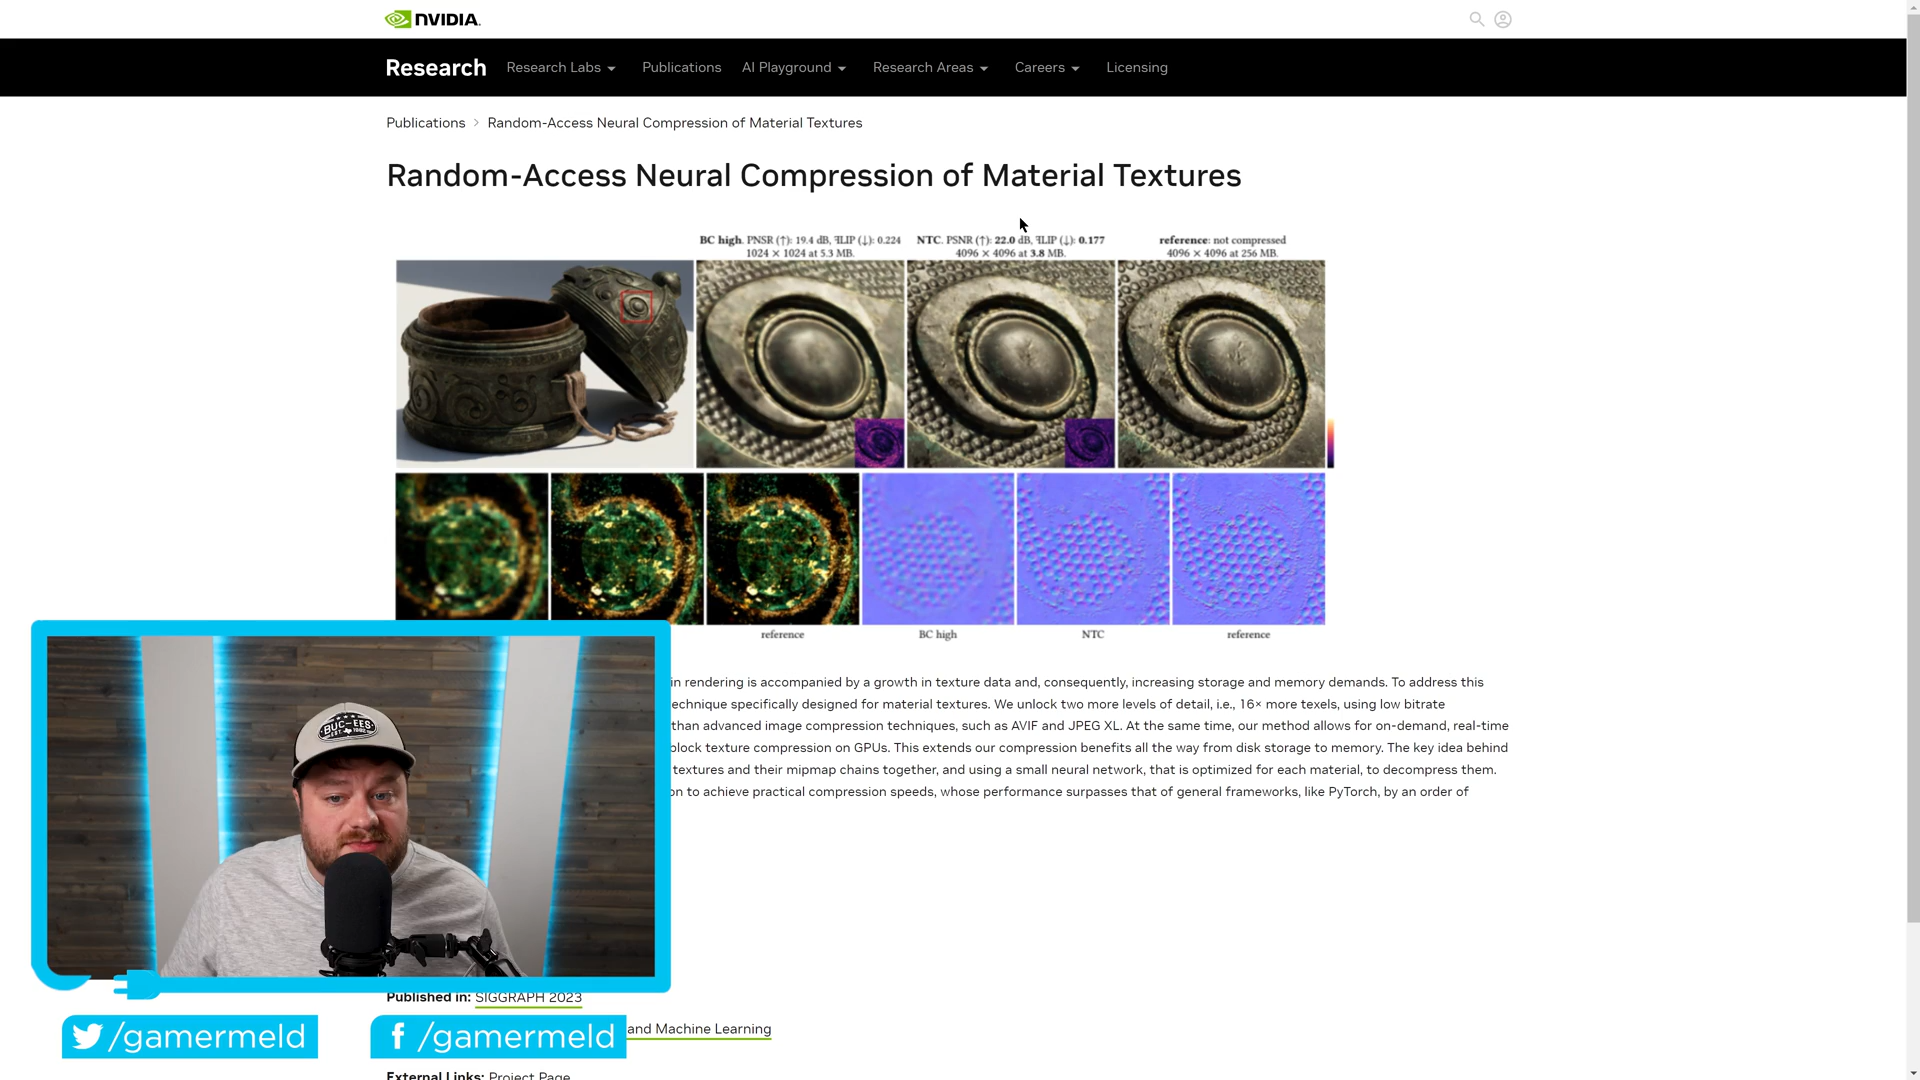 NVIDIA.
Research
Research Labs
Publications
AI Playground
Research Areas
Careers
Licensing
Publications > Random-Access Neural Compression of Material Textures
Random-Access Neural Compression of Material Textures
BC high. PNSR (↑): 19.4 dB, ꟻLIP (↓): 0.224
1024 × 1024 at 5.3 MB.
NTC. PSNR (↑): 22.0 dB, ꟻLIP (↓): 0.177
4096 × 4096 at 3.8 MB.
reference: not compressed
4096 × 4096 at 256 MB.
reference
BC high
NTC
reference
in rendering is accompanied by a growth in texture data and, consequently, increasing storage and memory demands. To address this
echnique specifically designed for material textures. We unlock two more levels of detail, i.e., 16× more texels, using low bitrate
than advanced image compression techniques, such as AVIF and JPEG XL. At the same time, our method allows for on-demand, real-time
block texture compression on GPUs. This extends our compression benefits all the way from disk storage to memory. The key idea behind
textures and their mipmap chains together, and using a small neural network, that is optimized for each material, to decompress them.
on to achieve practical compression speeds, whose performance surpasses that of general frameworks, like PyTorch, by an order of
BUC-EES
Published in: SIGGRAPH 2023
/gamermeld
/gamermeld
and Machine Learning
External Links: Project Page